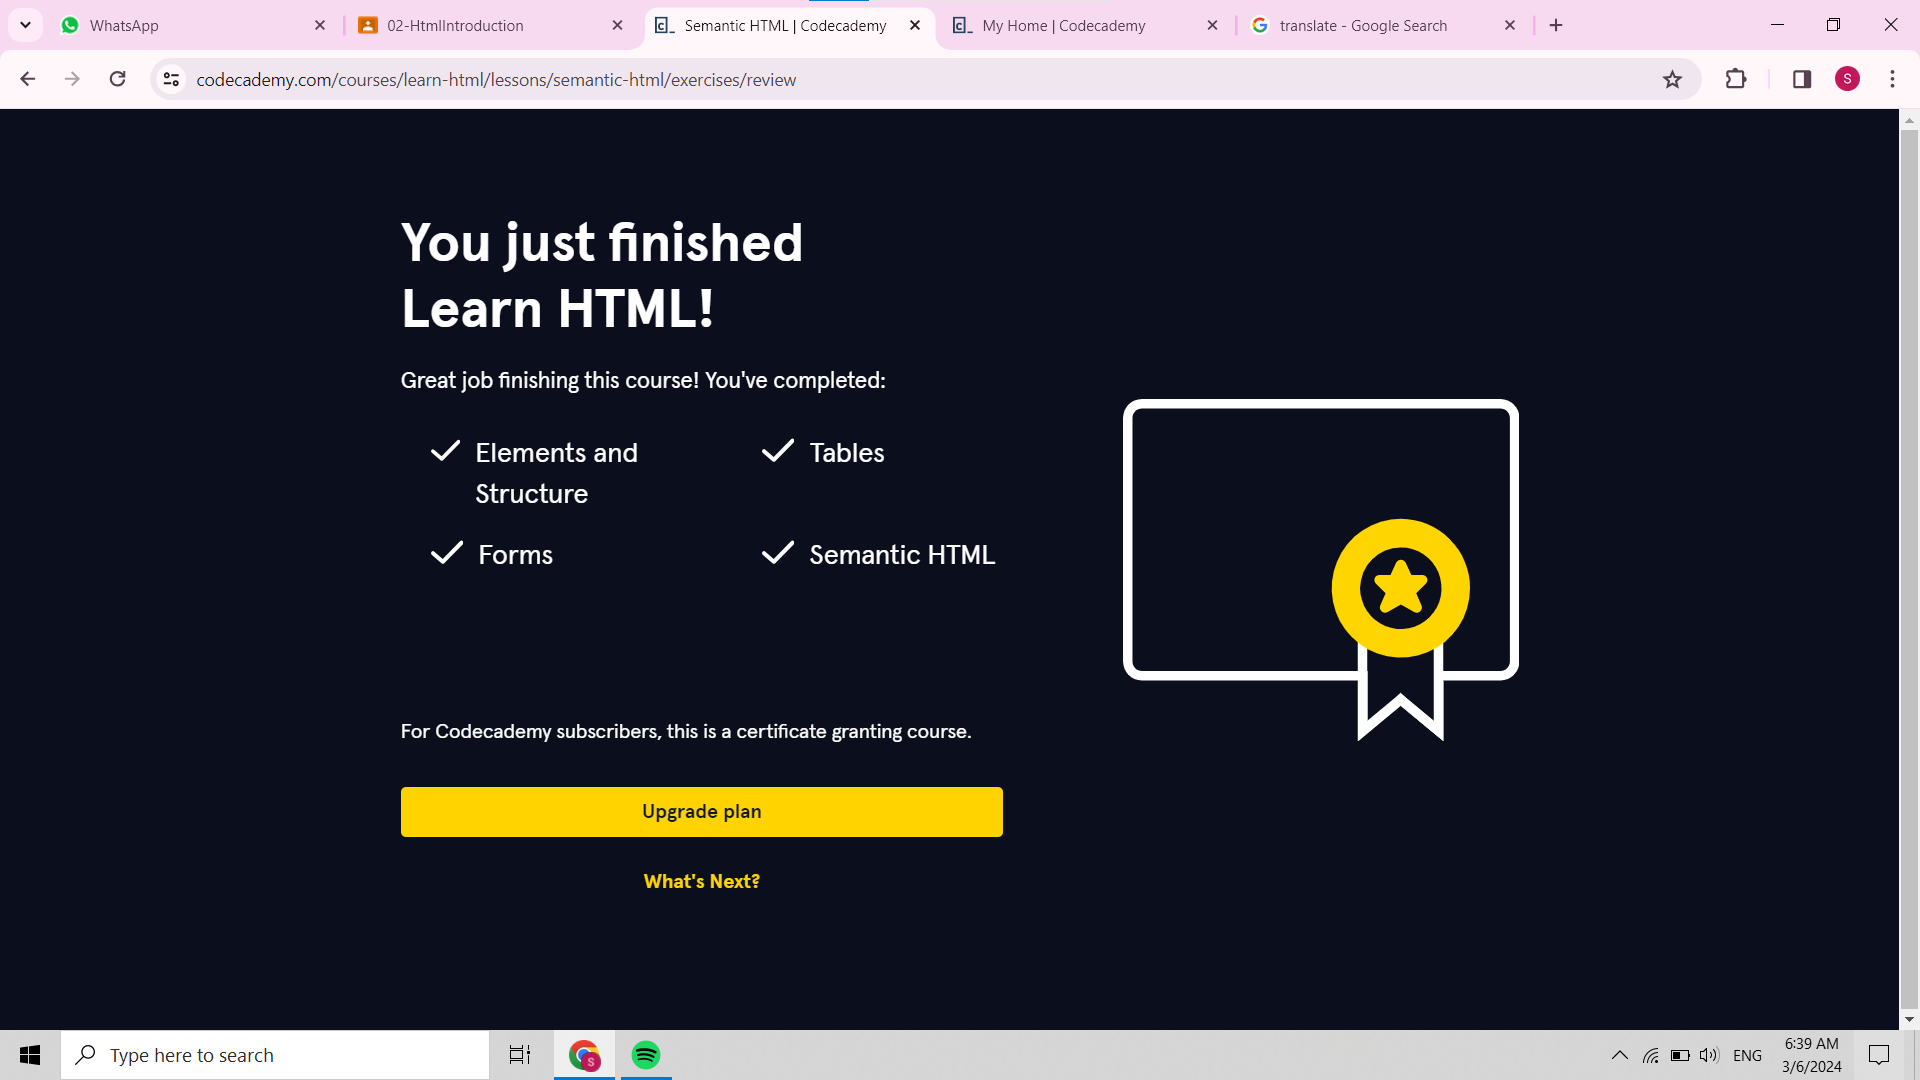 WhatsApp
02-HtmlIntroduction
Semantic HTML | Codecademy
My Home | Codecademy
translate - Google Search
codecademy.com/courses/learn-html/lessons/semantic-html/exercises/review
S
You just finished
Learn HTML!
Great job finishing this course! You've completed:
Elements and
Structure
Tables
Forms
Semantic HTML
For Codecademy subscribers, this is a certificate granting course.
Upgrade plan
What's Next?
Type here to search
S
ENG
6:39 AM
3/6/2024